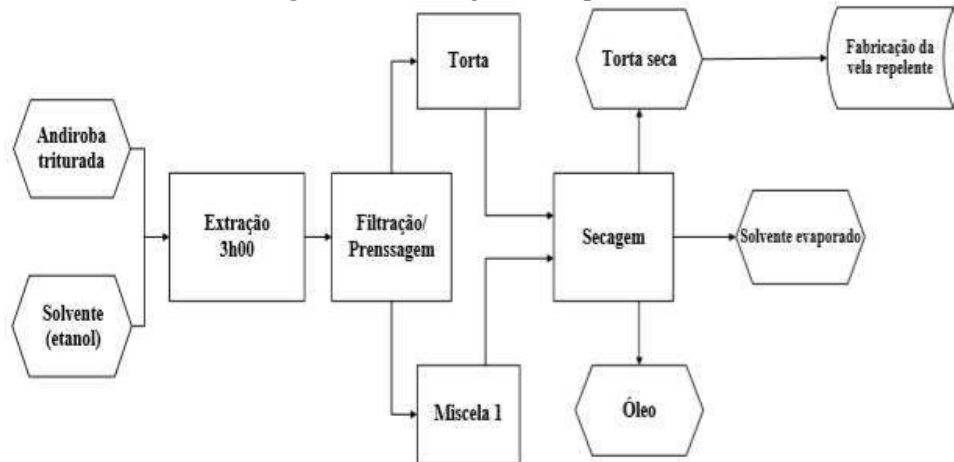 Torta
Torta seca
Fabricação da
vela repelente
Andiroba
triturada
Extração
3h00
Filtração/
Prenssagem
Secagem
Solvente evaporado
Solvente
(etanol)
Miscela 1
Óleo